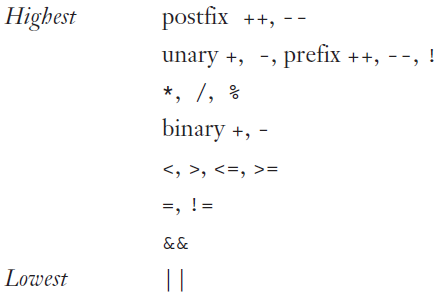 Highest postfix ++, --
unary +, -, prefix ++, --, !
*, /, %
binary +, -
<, >, <=, >=
=, !=
&&
Lowest ||